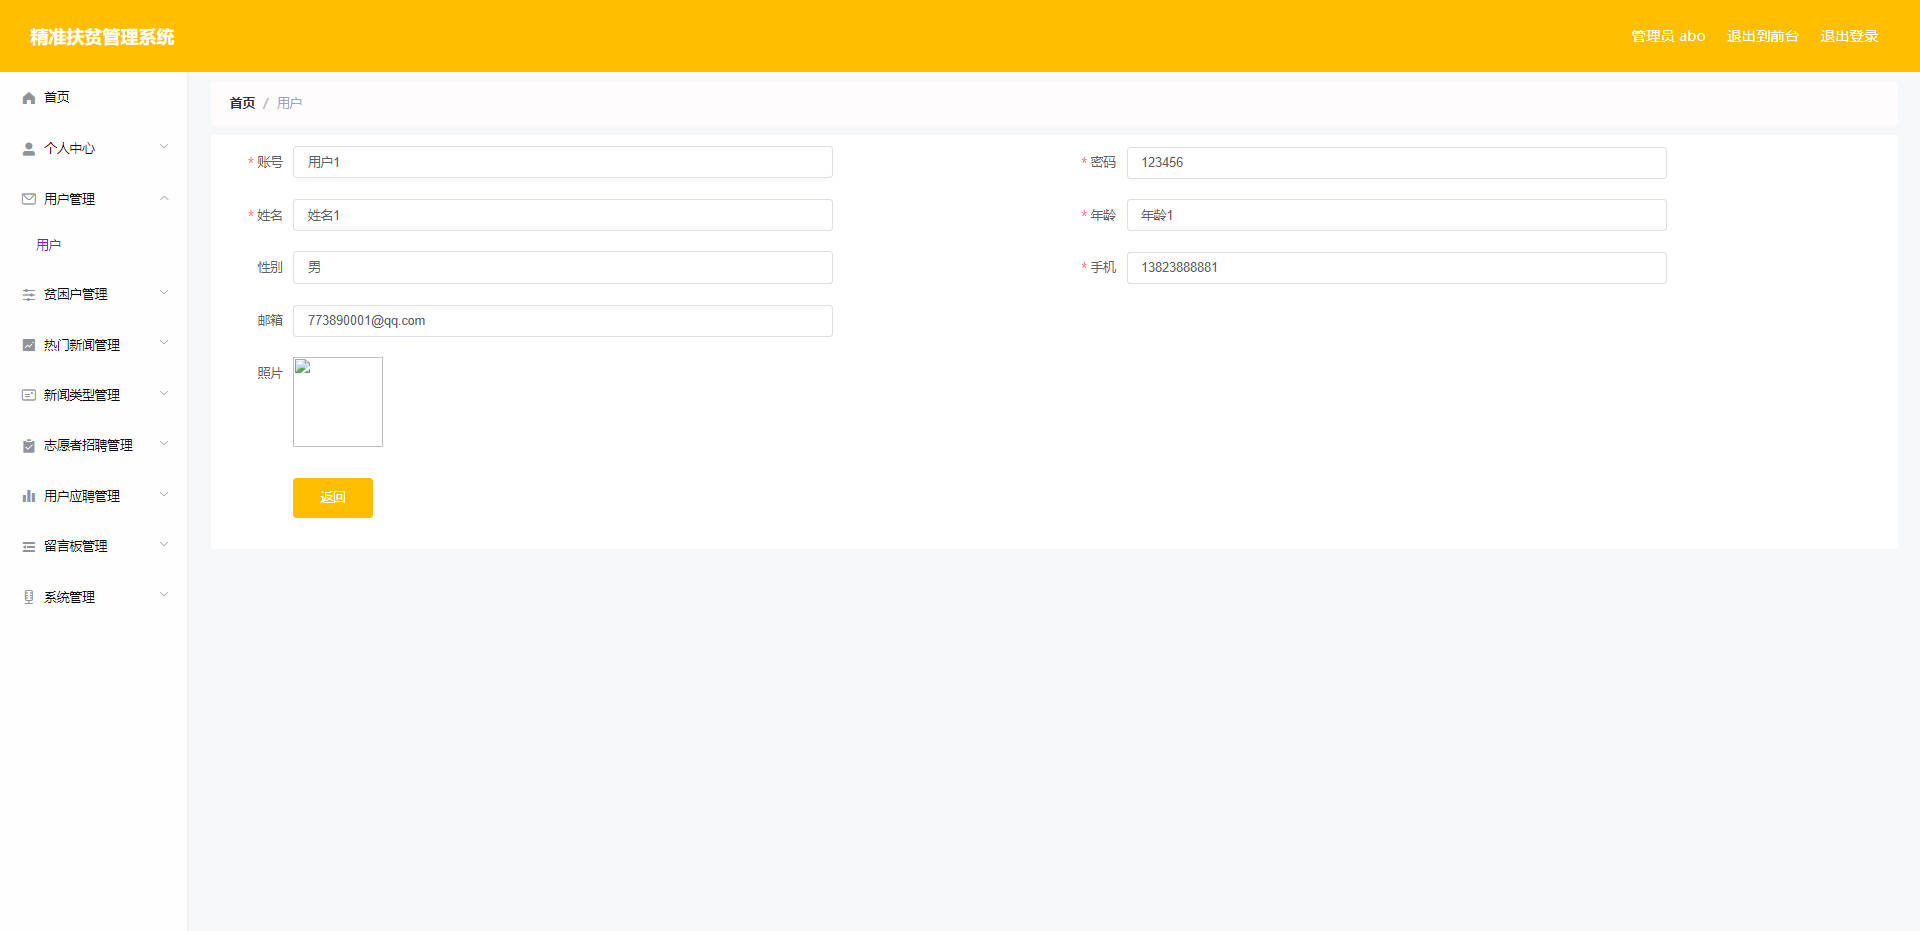 精准扶贫管理系统
管理员 abo 退出到前台 退出登录
首页
个人中心
用户管理
用户
贫困户管理
热门新闻管理
新闻类型管理
志愿者招聘管理
用户应聘管理
留言板管理
系统管理
首页 / 用户
* 账号 用户1
* 密码 123456
* 姓名 姓名1
* 年龄 年龄1
性别 男
* 手机 13823888881
邮箱 773890001@qq.com
照片
返回